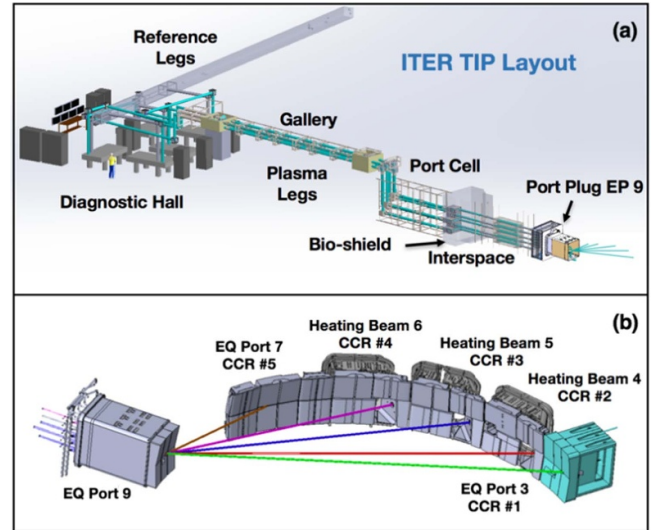 (a)
ITER TIP Layout
Reference
Legs
Gallery
Plasma
Legs
Port Cell
Port Plug EP 9
Diagnostic Hall
Bio-shield
Interspace
(b)
Heating Beam 6
CCR #4
EQ Port 7
CCR #5
Heating Beam 5
CCR #3
Heating Beam 4
CCR #2
EQ Port 9
EQ Port 3
CCR #1